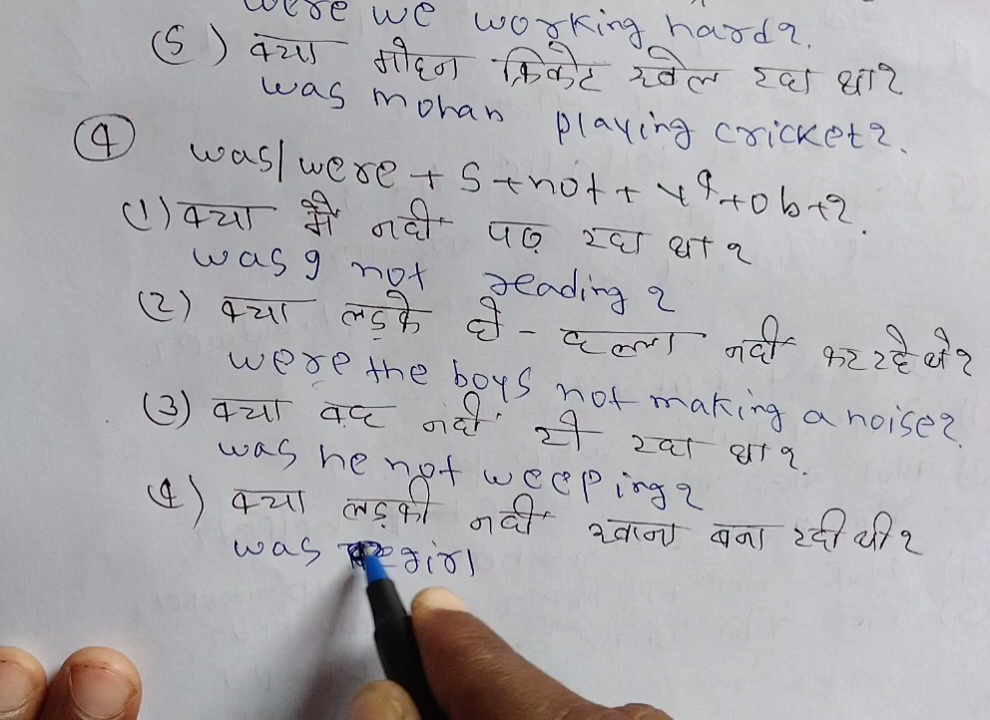 were we working hard?
(5) क्या मोहन क्रिकेट खेल रहा था?
was mohan playing cricket?
④ was/were + S + not + v⁴ + ob + ?
(1) क्या मैं नहीं पढ़ रहा था?
was I not reading?
(2) क्या लड़के हो-हल्ला नहीं कर रहे थे?
were the boys not making a noise?
(3) क्या वह नहीं रो रहा था?
was he not weeping?
(4) क्या लड़की नहीं खाना बना रही थी?
was girl